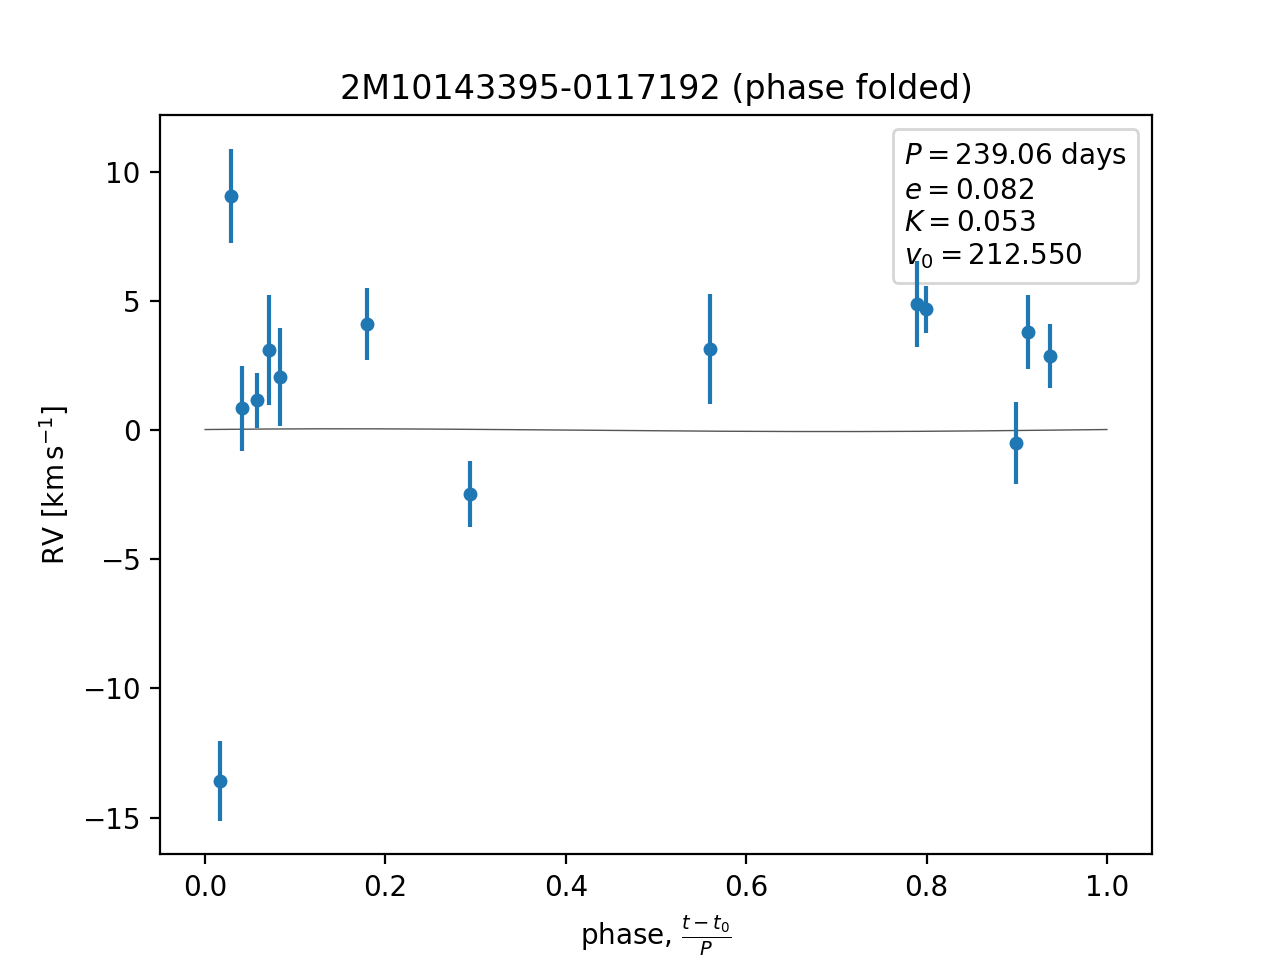 2M10143395-0117192 (phase folded)
P = 239.06 days
e = 0.082
K = 0.053
v₀ = 212.550
10
5
0
−5
−10
−15
RV [km s⁻¹]
0.0 0.2 0.4 0.6 0.8 1.0
phase, (t − t₀)/P